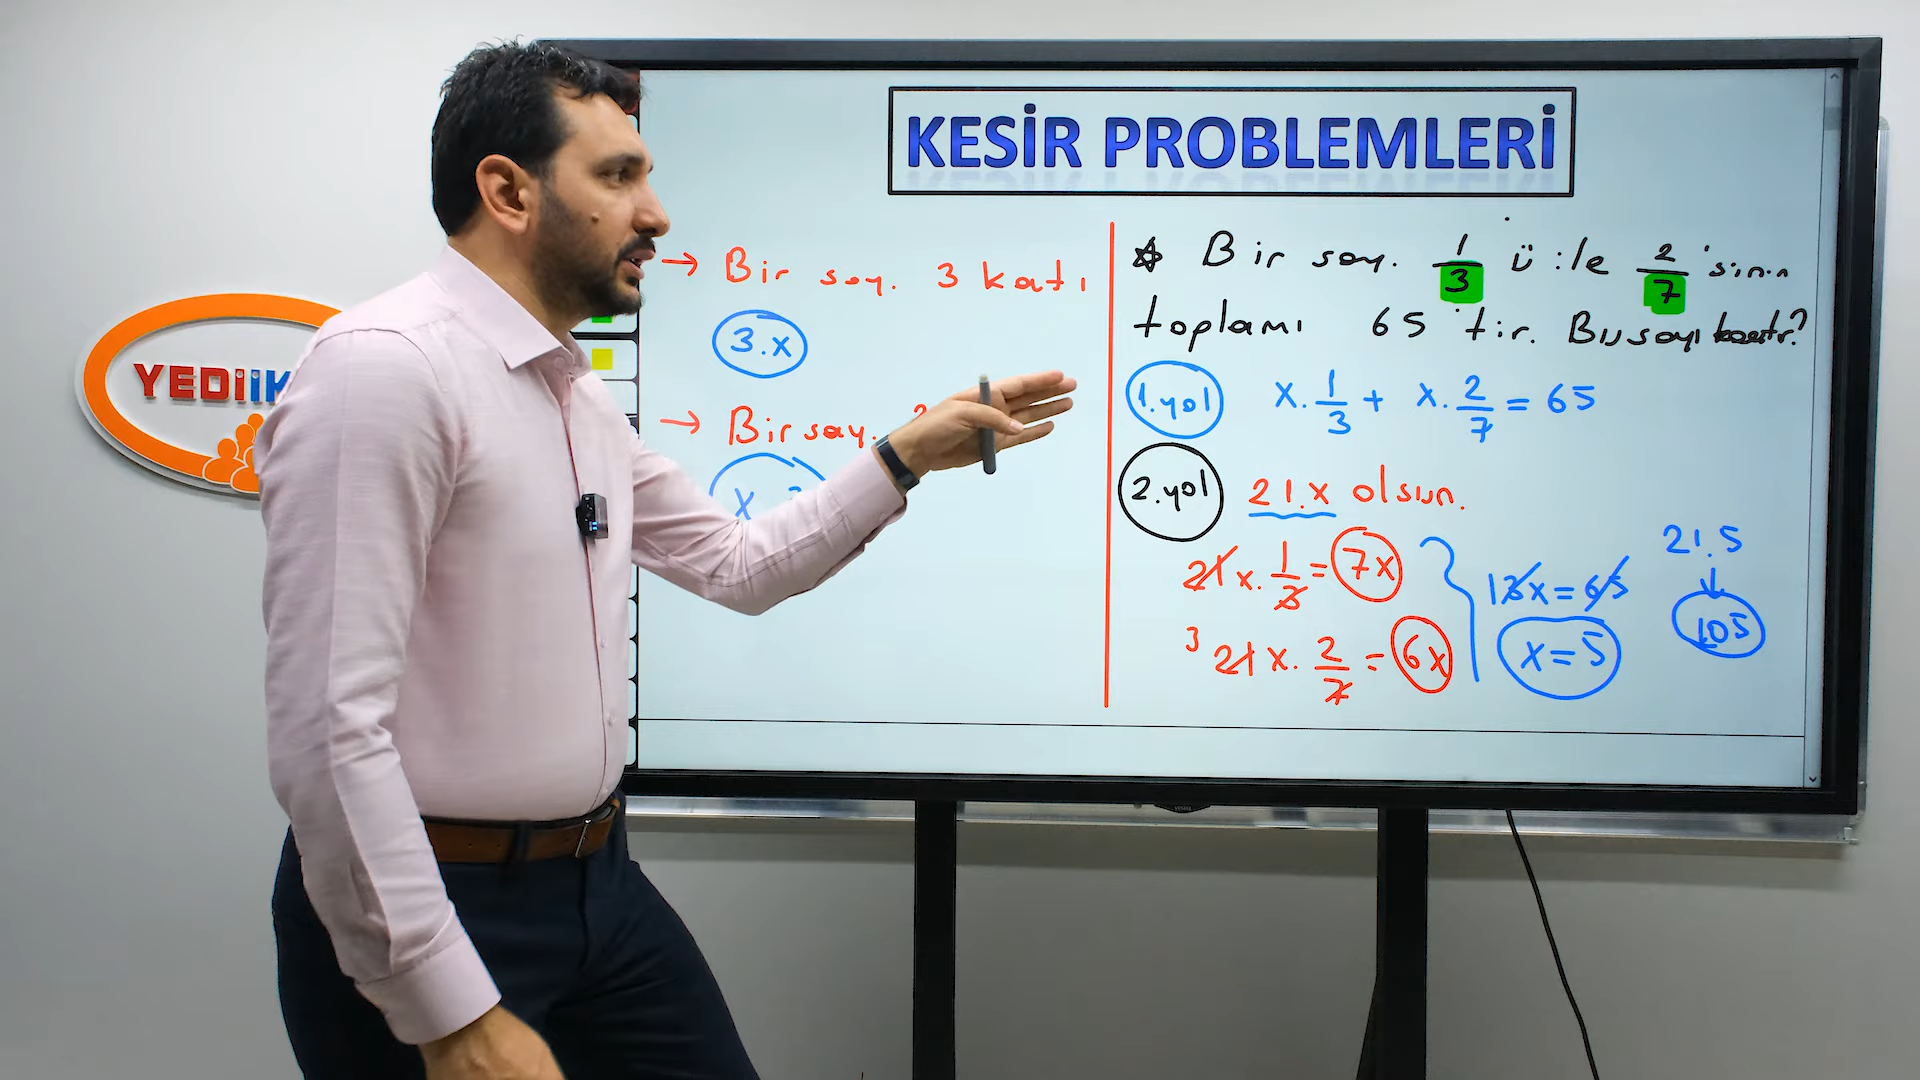 KESİR PROBLEMLERİ
YEDİİK
→ Bir sayı. 3 katı
3.x
→ Bir say.
x
☆ Bir say. 1/3 ü ile 2/7 'sinin
toplamı 65 'tir. Bu sayı kaçtır?
1.yol x. 1/3 + x. 2/7 = 65
2.yol 21.x olsun.
21x. 1/3 = 7x
3 21x. 2/7 = 6x
13x = 65
x = 5
21.5
↓
105